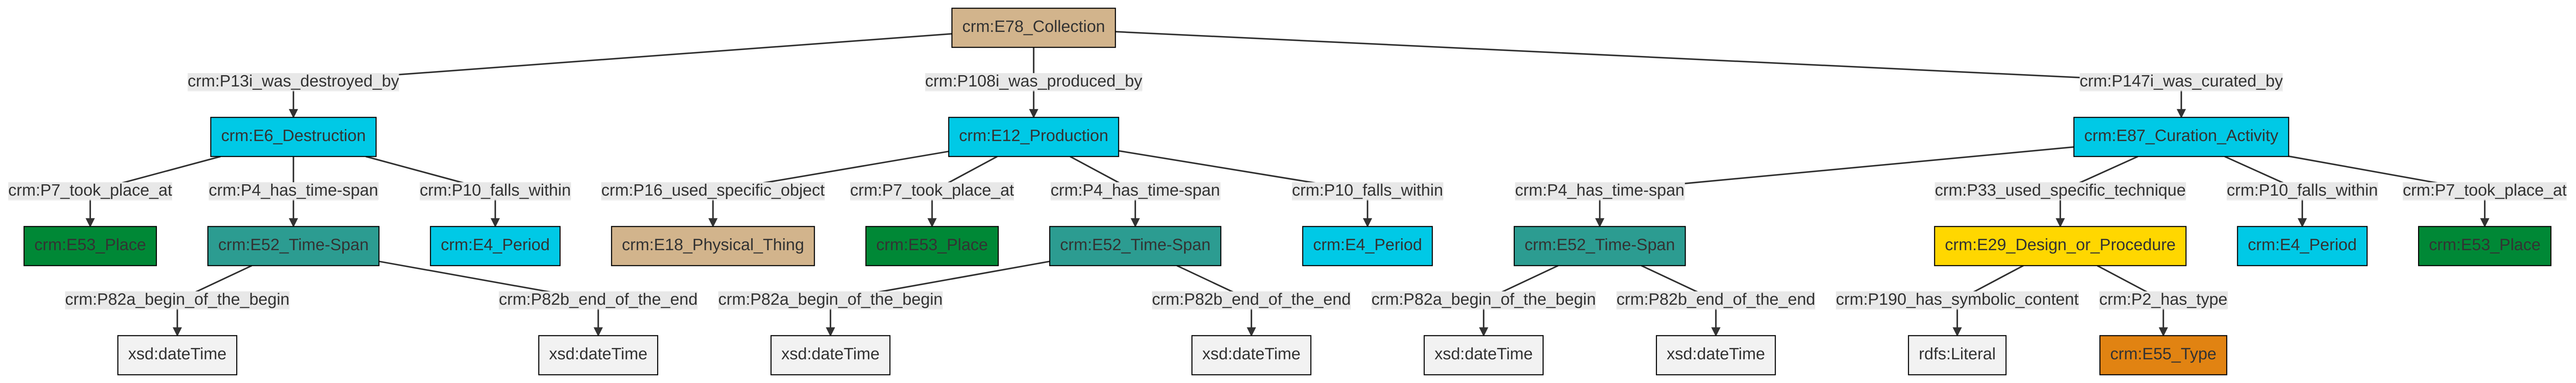 crm:E78_Collection
crm:P13i_was_destroyed_by
crm:P108i_was_produced_by
crm:P147i_was_curated_by
crm:E6_Destruction
crm:E12_Production
crm:E87_Curation_Activity
crm:P7_took_place_at
crm:P4_has_time-span
crm:P10_falls_within
crm:P16_used_specific_object
crm:P7_took_place_at
crm:P4_has_time-span
crm:P10_falls_within
crm:P4_has_time-span
crm:P33_used_specific_technique
crm:P10_falls_within
crm:P7_took_place_at
crm:E53_Place
crm:E52_Time-Span
crm:E4_Period
crm:E18_Physical_Thing
crm:E53_Place
crm:E52_Time-Span
crm:E4_Period
crm:E52_Time-Span
crm:E29_Design_or_Procedure
crm:E4_Period
crm:E53_Place
crm:P82a_begin_of_the_begin
crm:P82b_end_of_the_end
crm:P82a_begin_of_the_begin
crm:P82b_end_of_the_end
crm:P82a_begin_of_the_begin
crm:P82b_end_of_the_end
crm:P190_has_symbolic_content
crm:P2_has_type
xsd:dateTime
xsd:dateTime
xsd:dateTime
xsd:dateTime
xsd:dateTime
xsd:dateTime
rdfs:Literal
crm:E55_Type